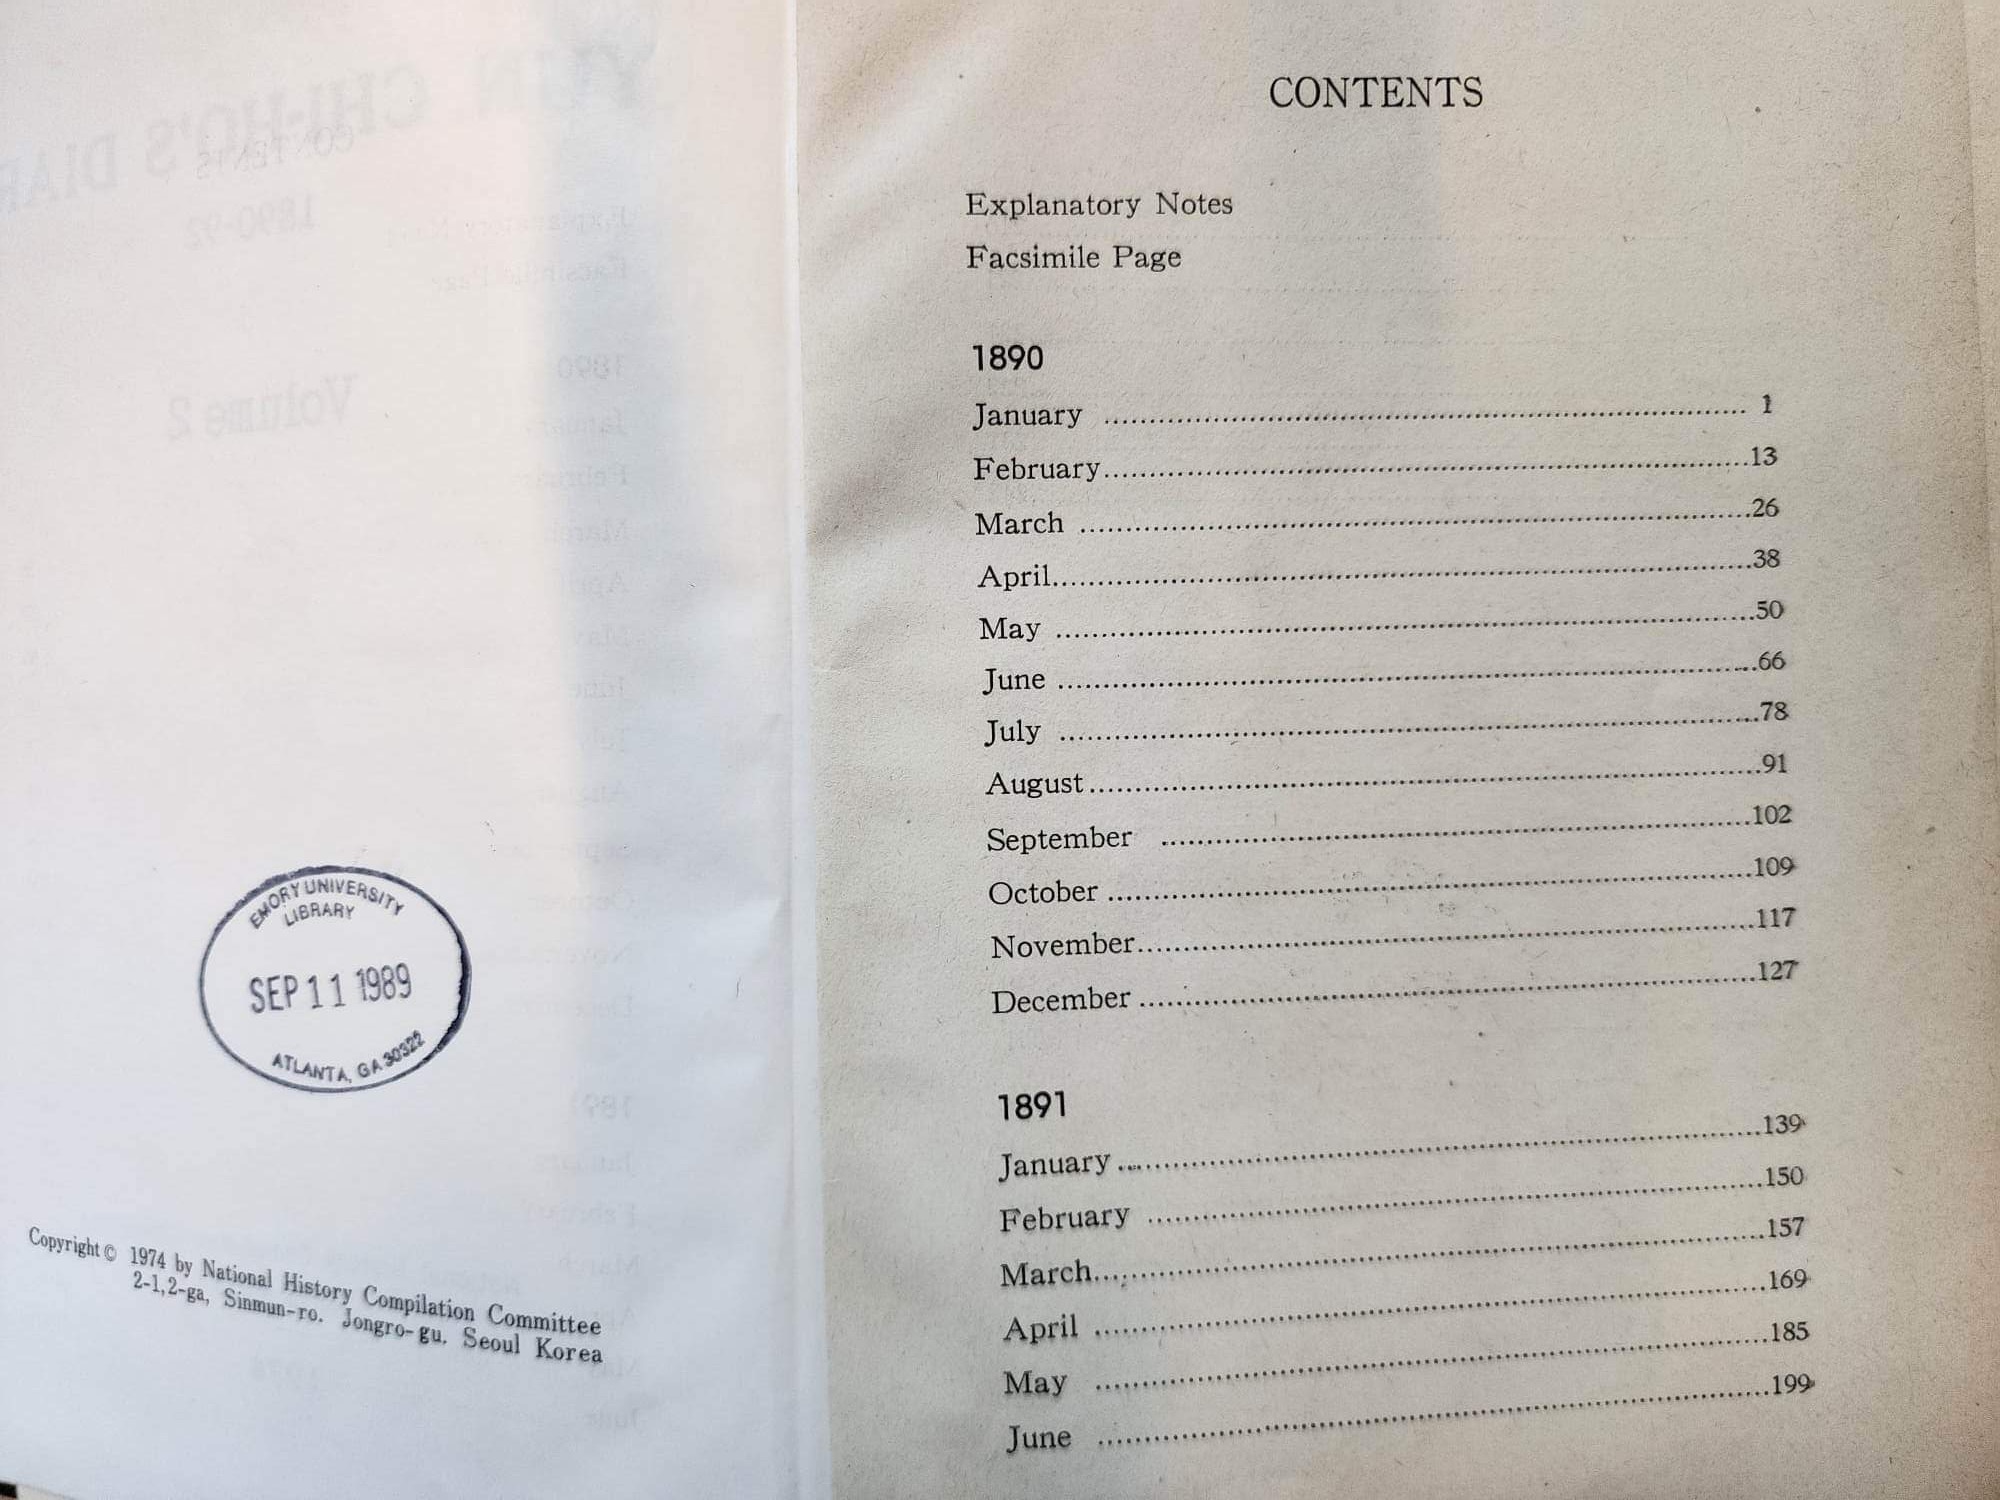 EMORY UNIVERSITY
LIBRARY
SEP 11 1989
ATLANTA, GA 30322
Copyright © 1974 by National History Compilation Committee
2-1, 2-ga, Sinmun-ro. Jongro-gu. Seoul Korea
CONTENTS
Explanatory Notes
Facsimile Page
1890
January ........ 1
February ........ 13
March ........ 26
April ........ 38
May ........ 50
June ........ 66
July ........ 78
August ........ 91
September ........ 102
October ........ 109
November ........ 117
December ........ 127
1891
January ........ 139
February ........ 150
March ........ 157
April ........ 169
May ........ 185
June ........ 199